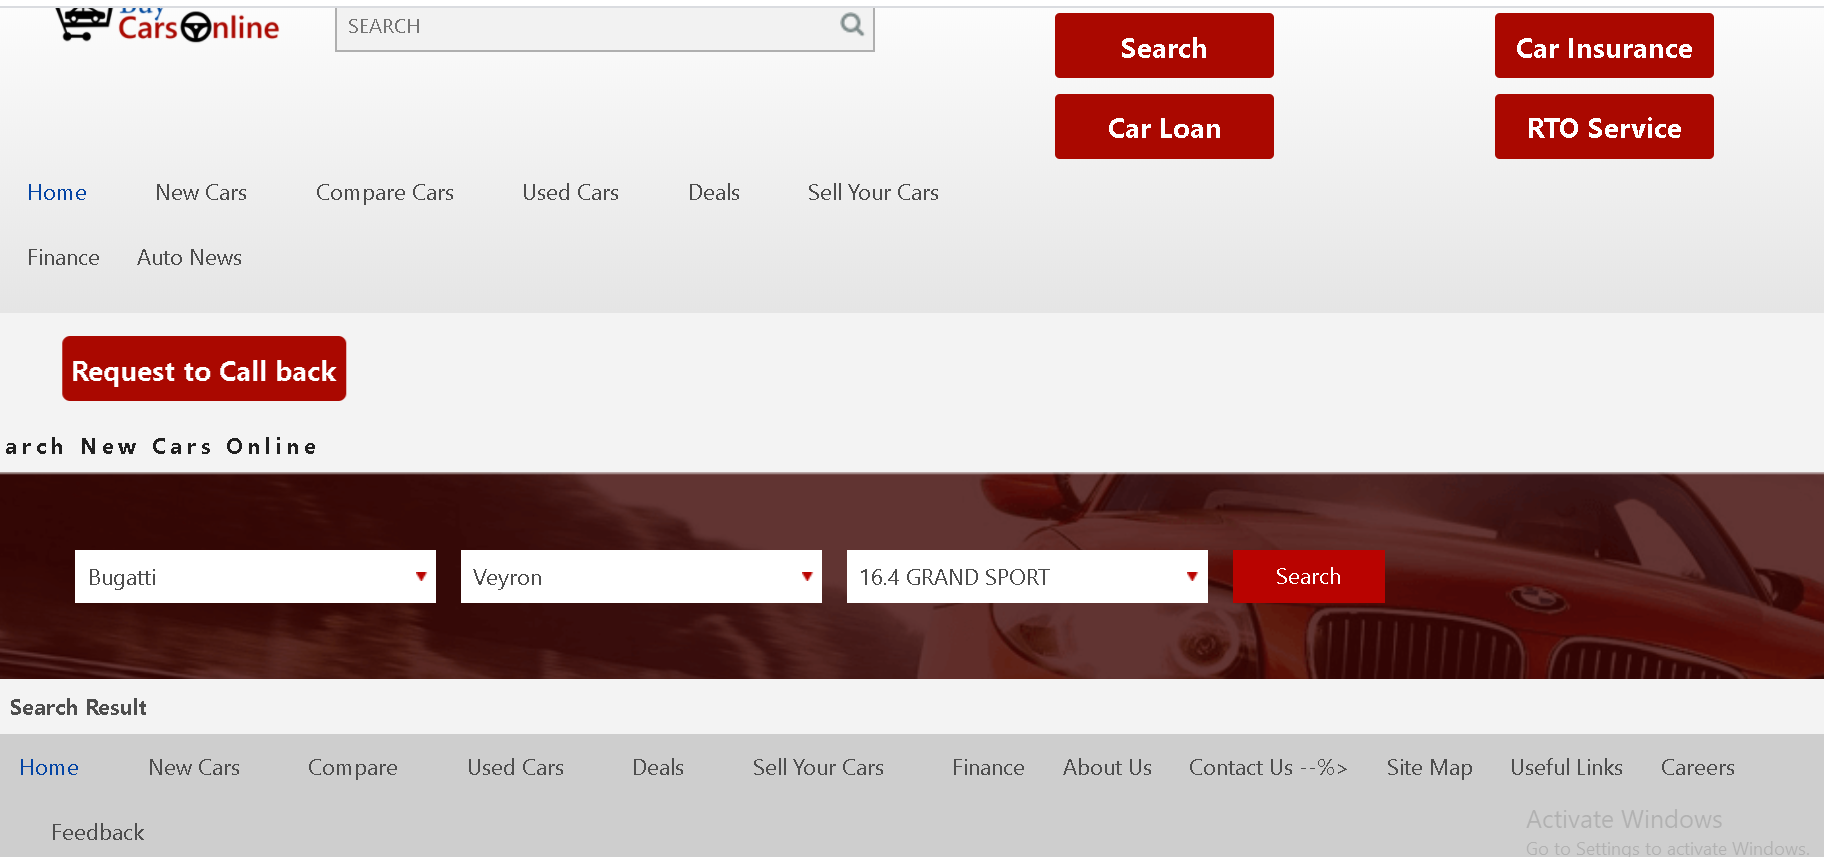 Buy
Cars Online
SEARCH
Search
Car Insurance
Car Loan
RTO Service
Home New Cars Compare Cars Used Cars Deals Sell Your Cars
Finance Auto News
Request to Call back
arch New Cars Online
Bugatti Veyron 16.4 GRAND SPORT Search
Search Result
Home New Cars Compare Used Cars Deals Sell Your Cars Finance About Us Contact Us --%> Site Map Useful Links Careers
Feedback
Activate Windows
Go to Settings to activate Windows.